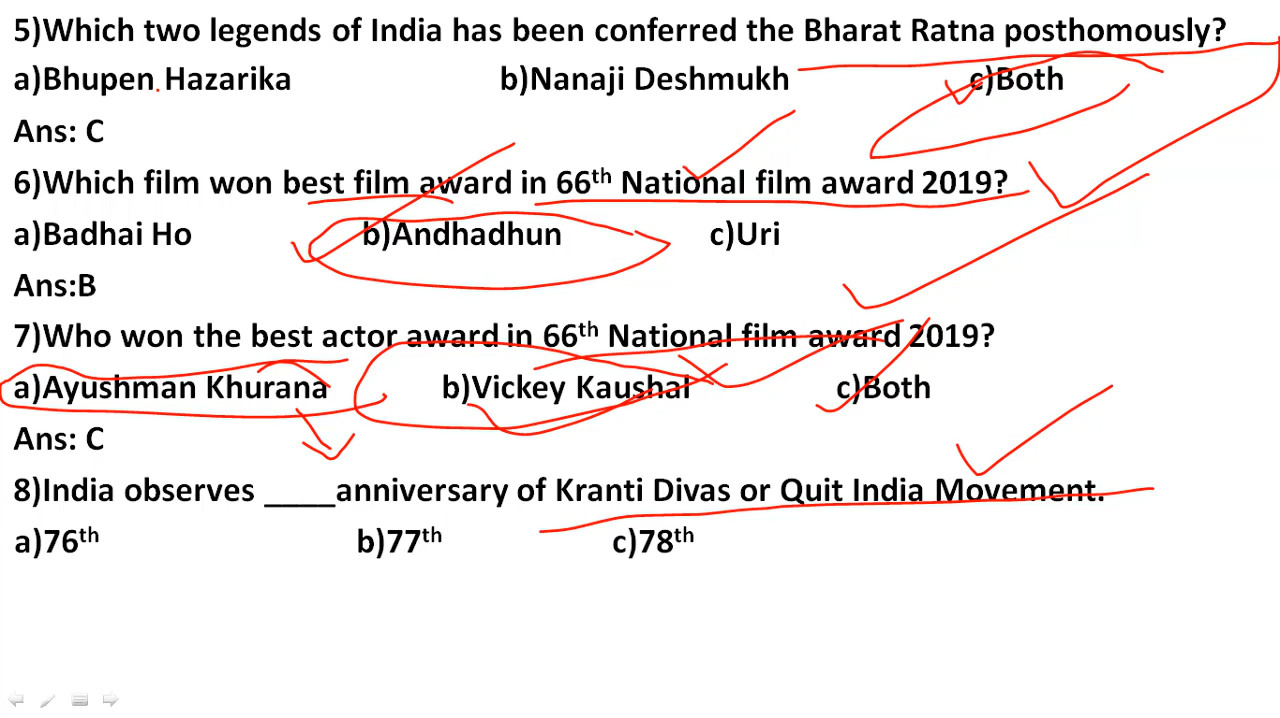 5)Which two legends of India has been conferred the Bharat Ratna posthomously?
a)Bhupen Hazarika b)Nanaji Deshmukh c)Both
Ans: C
6)Which film won best film award in 66th National film award 2019?
a)Badhai Ho b)Andhadhun c)Uri
Ans:B
7)Who won the best actor award in 66th National film award 2019?
a)Ayushman Khurana b)Vickey Kaushal c)Both
Ans: C
8)India observes ____anniversary of Kranti Divas or Quit India Movement.
a)76th b)77th c)78th